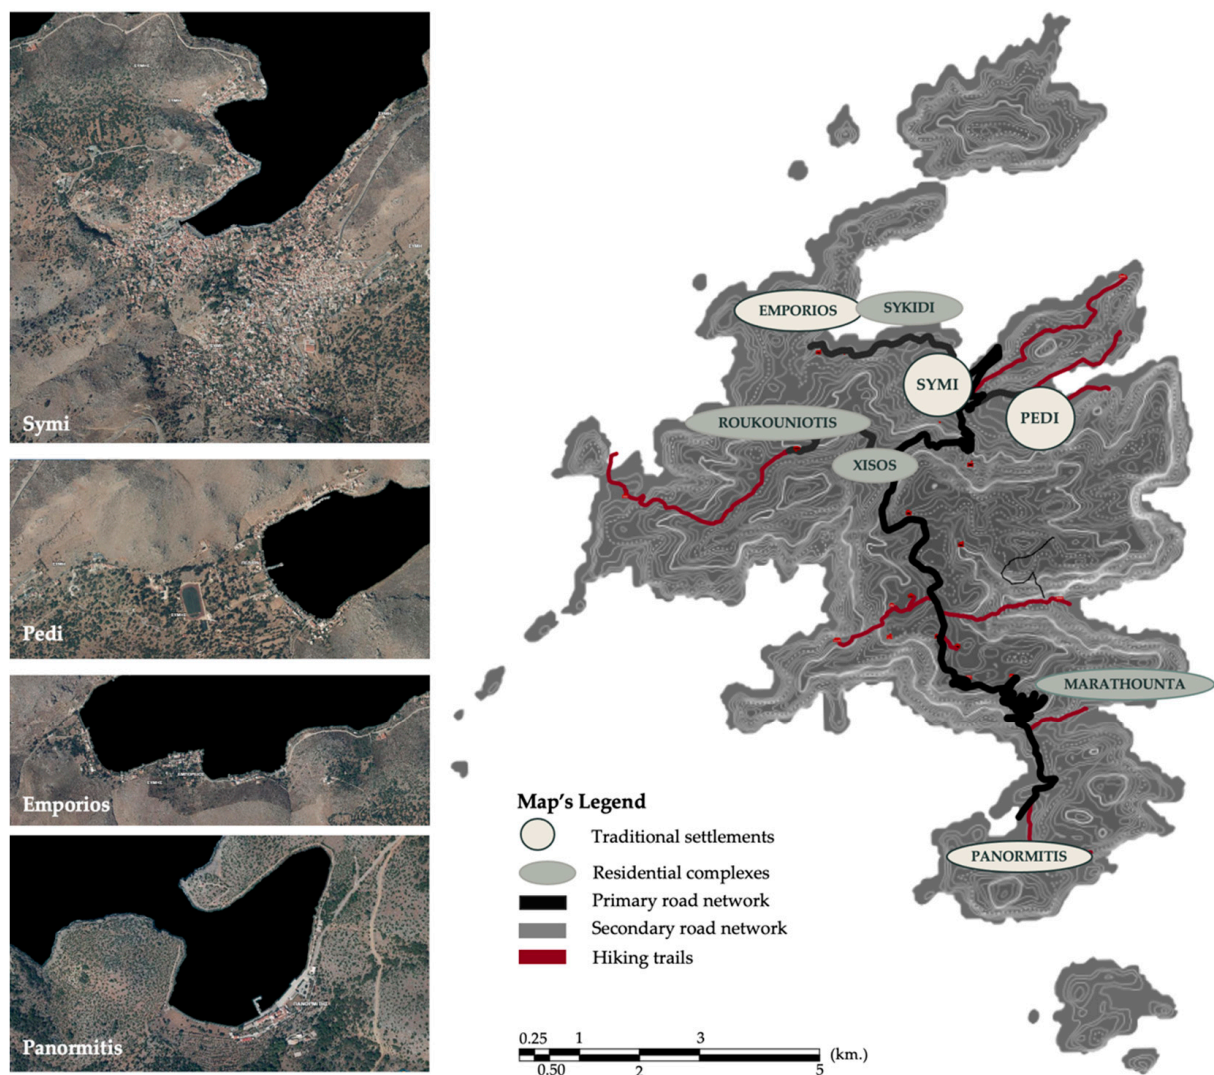 Symi
Pedi
Emporios
Panormitis
EMPORIOS
SYKIDI
SYMI
PEDI
ROUKOUNIOTIS
XISOS
MARATHOUNTA
PANORMITIS
Map's Legend
Traditional settlements
Residential complexes
Primary road network
Secondary road network
Hiking trails
0.25 1 3 (km.)
0.50 2 5